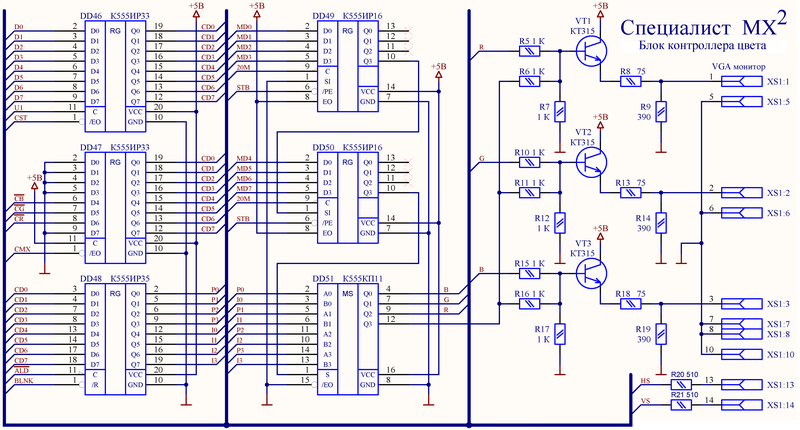 Специалист MX²
Блок контроллера цвета
DD46 К555ИР33
RG
D0 2 D0 Q0 19 CD0
D1 3 D1 Q1 18 CD1
D2 4 D2 Q2 17 CD2
D3 5 D3 Q3 16 CD3
D4 6 D4 Q4 15 CD4
D5 7 D5 Q5 14 CD5
D6 8 D6 Q6 13 CD6
D7 9 D7 Q7 12 CD7
U1 11 C VCC 20
CST 1 /EO GND 10
+5В
DD47 К555ИР33
RG
2 D0 Q0 19 CD0
3 D1 Q1 18 CD1
4 D2 Q2 17 CD2
5 D3 Q3 16 CD3
CB 6 D4 Q4 15 CD4
CG 7 D5 Q5 14 CD5
CR 8 D6 Q6 13 CD6
9 D7 Q7 12 CD7
11 C VCC 20
CMX 1 /EO GND 10
+5В
DD48 К555ИР35
RG
CD0 3 D0 Q0 2 P0
CD1 4 D1 Q1 5 P1
CD2 7 D2 Q2 6 P2
CD3 8 D3 Q3 9 P3
CD4 13 D4 Q4 12 I0
CD5 14 D5 Q5 15 I1
CD6 17 D6 Q6 16 I2
CD7 18 D7 Q7 19 I3
ALD 11 C VCC 20
BLNK 1 /R GND 10
DD49 К555ИР16
RG
MD0 2 D0 Q0 13
MD1 3 D1 Q1 12
MD2 4 D2 Q2 11
MD3 5 D3 Q3 10
20M 9 C
1 SI
STB 6 /PE VCC 14
8 EO GND 7
+5В
+5В
DD50 К555ИР16
RG
MD4 2 D0 Q0 13
MD5 3 D1 Q1 12
MD6 4 D2 Q2 11
MD7 5 D3 Q3 10
20M 9 C
1 SI
STB 6 /PE VCC 14
8 EO GND 7
DD51 К555КП11
MS
P0 2 A0 Q0 4 B
I0 3 B0 Q1 7 G
P1 5 A1 Q2 9 R
I1 6 B1 Q3 12
P2 11 A2
I2 10 B2
P3 14 A3
I3 13 B3
1 S VCC 16
15 /EO GND 8
VT1
КТ315
+5В
R
R5 1 K
R6 1 K
R7
1 K
R8 75
R9
390
VT2
КТ315
+5В
G
R10 1 K
R11 1 K
R12
1 K
R13 75
R14
390
VT3
КТ315
+5В
B
R15 1 K
R16 1 K
R17
1 K
R18 75
R19
390
VGA монитор
1 XS1:1
5 XS1:5
2 XS1:2
6 XS1:6
3 XS1:3
7 XS1:7
8 XS1:8
10 XS1:10
HS R20 510 13 XS1:13
VS R21 510 14 XS1:14